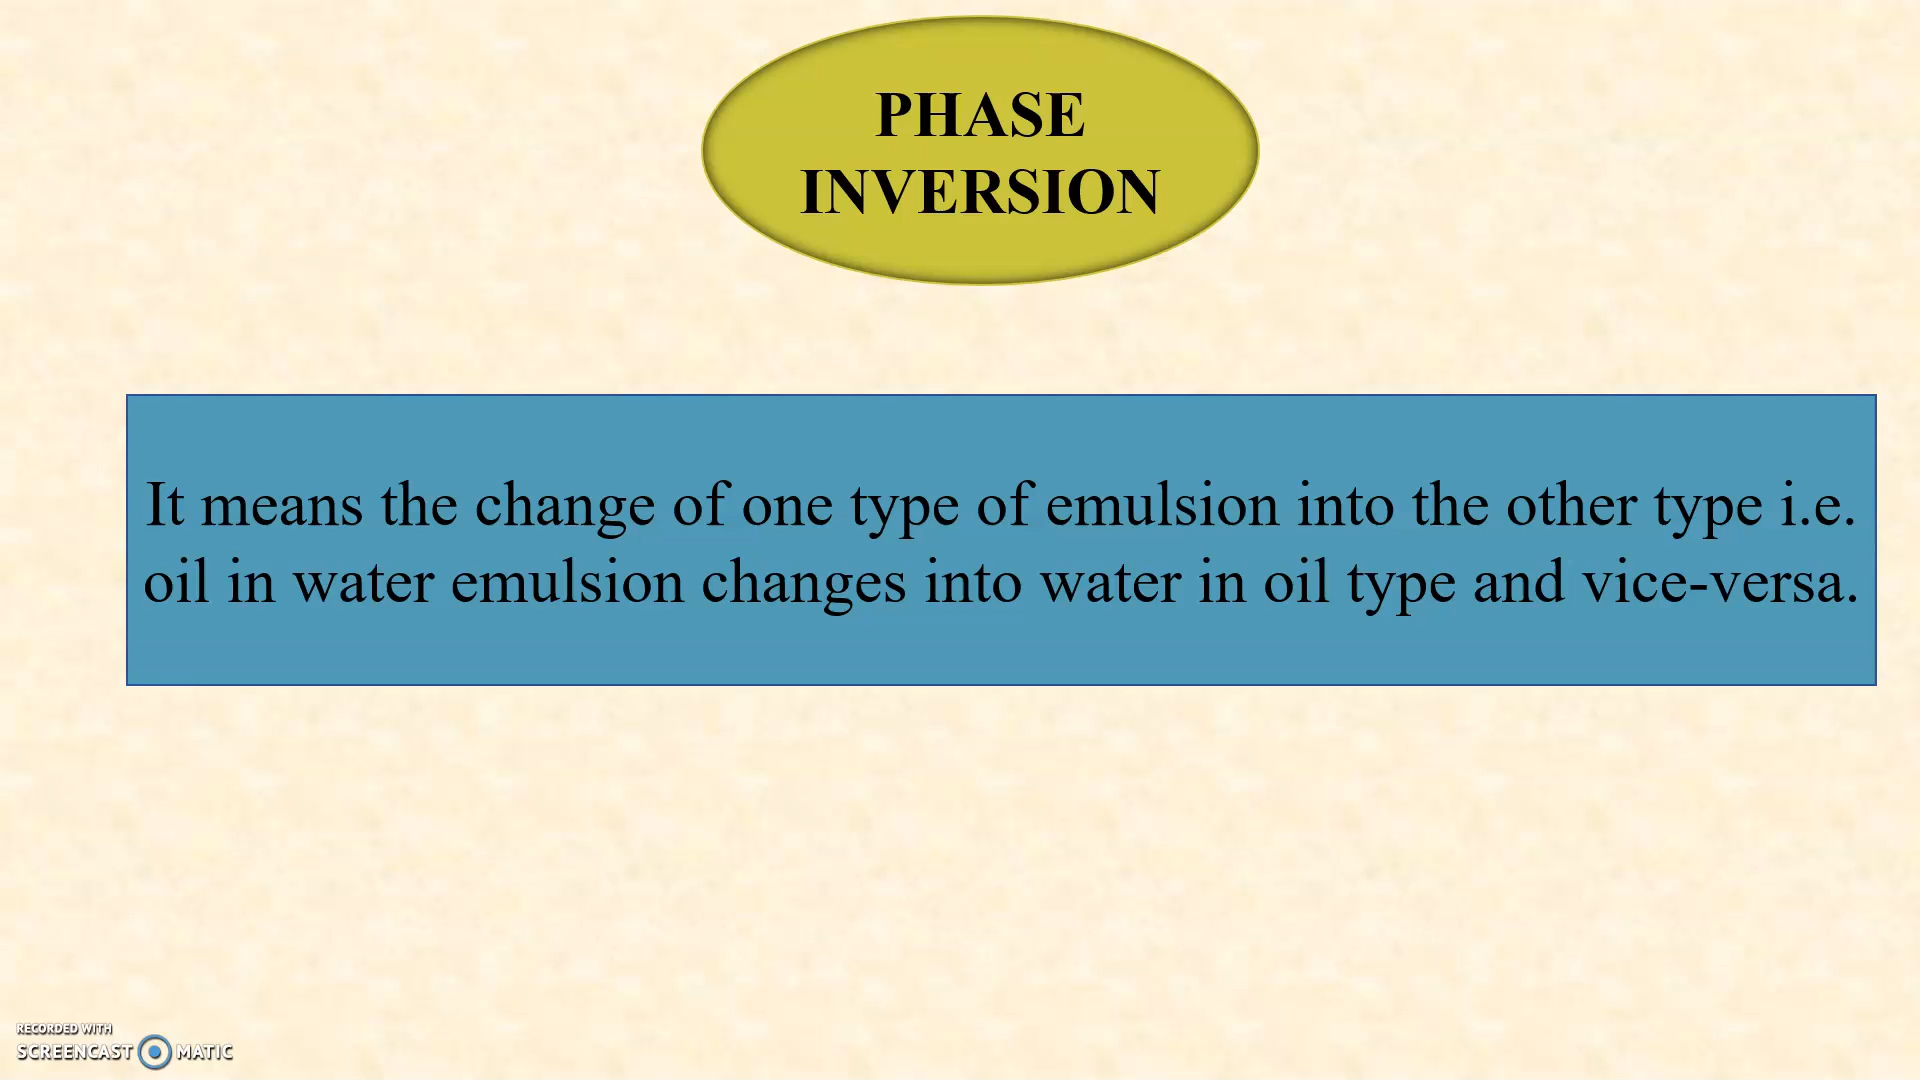 PHASE
INVERSION
It means the change of one type of emulsion into the other type i.e.
oil in water emulsion changes into water in oil type and vice-versa.
RECORDED WITH
SCREENCAST MATIC